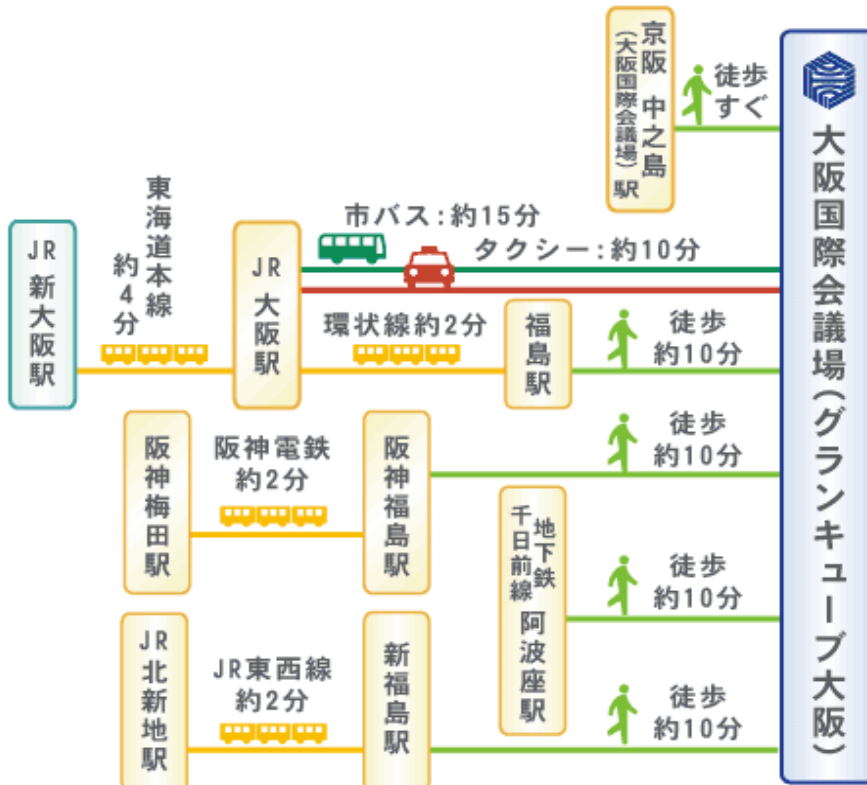 京阪 中之島
(大阪国際会議場)駅
徒歩
すぐ
大阪国際会議場(グランキューブ大阪)
JR 新大阪駅
東海道本線
約4分
JR 大阪駅
市バス:約15分
タクシー:約10分
環状線約2分
福島駅
徒歩
約10分
阪神梅田駅
阪神電鉄
約2分
阪神福島駅
徒歩
約10分
地下鉄
千日前線
阿波座駅
徒歩
約10分
JR北新地駅
JR東西線
約2分
新福島駅
徒歩
約10分